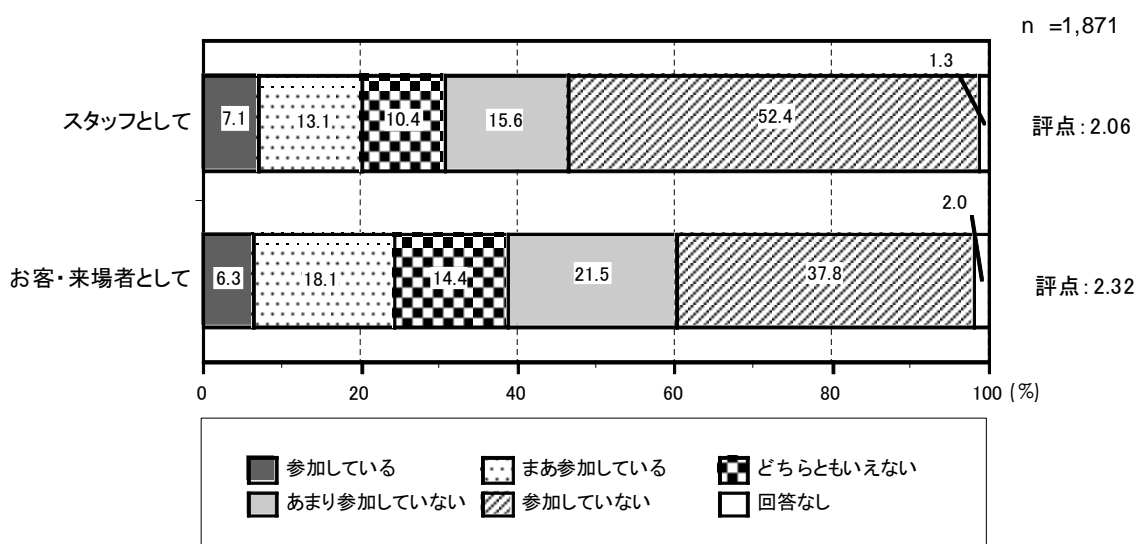 n =1,871
1.3
スタッフとして
7.1
13.1
10.4
15.6
52.4
評点:2.06
2.0
お客・来場者として
6.3
18.1
14.4
21.5
37.8
評点:2.32
0 20 40 60 80 100 (%)
参加している まあ参加している どちらともいえない
あまり参加していない 参加していない 回答なし